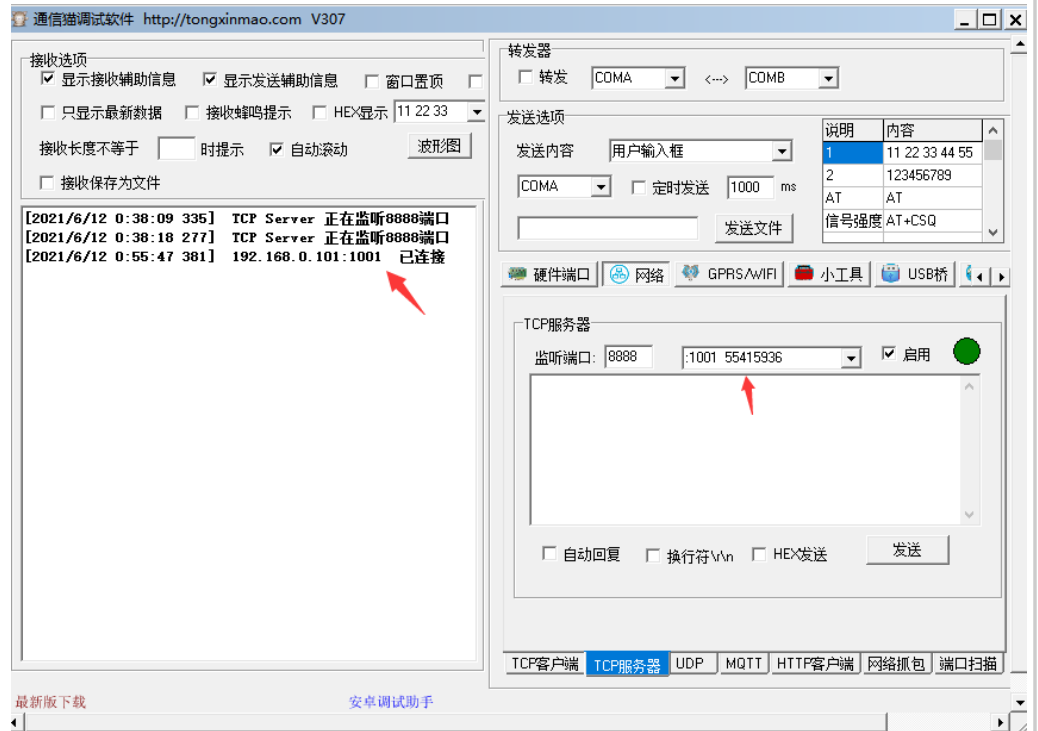 通信猫调试软件 http://tongxinmao.com V307
接收选项
显示接收辅助信息 显示发送辅助信息 窗口置顶
只显示最新数据 接收蜂鸣提示 HEX显示 11 22 33
接收长度不等于 时提示 自动滚动 波形图
接收保存为文件
[2021/6/12 0:38:09 335] TCP Server 正在监听8888端口
[2021/6/12 0:38:18 277] TCP Server 正在监听8888端口
[2021/6/12 0:55:47 381] 192.168.0.101:1001 已连接
转发器
转发 COMA <---> COMB
发送选项
发送内容 用户输入框
COMA 定时发送 1000 ms
发送文件
说明 内容
1 11 22 33 44 55
2 123456789
AT AT
信号强度 AT+CSQ
硬件端口 网络 GPRS/WIFI 小工具 USB桥
TCP服务器
监听端口: 8888 :1001 55415936 启用
自动回复 换行符\r\n HEX发送 发送
TCP客户端 TCP服务器 UDP MQTT HTTP客户端 网络抓包 端口扫描
最新版下载 安卓调试助手